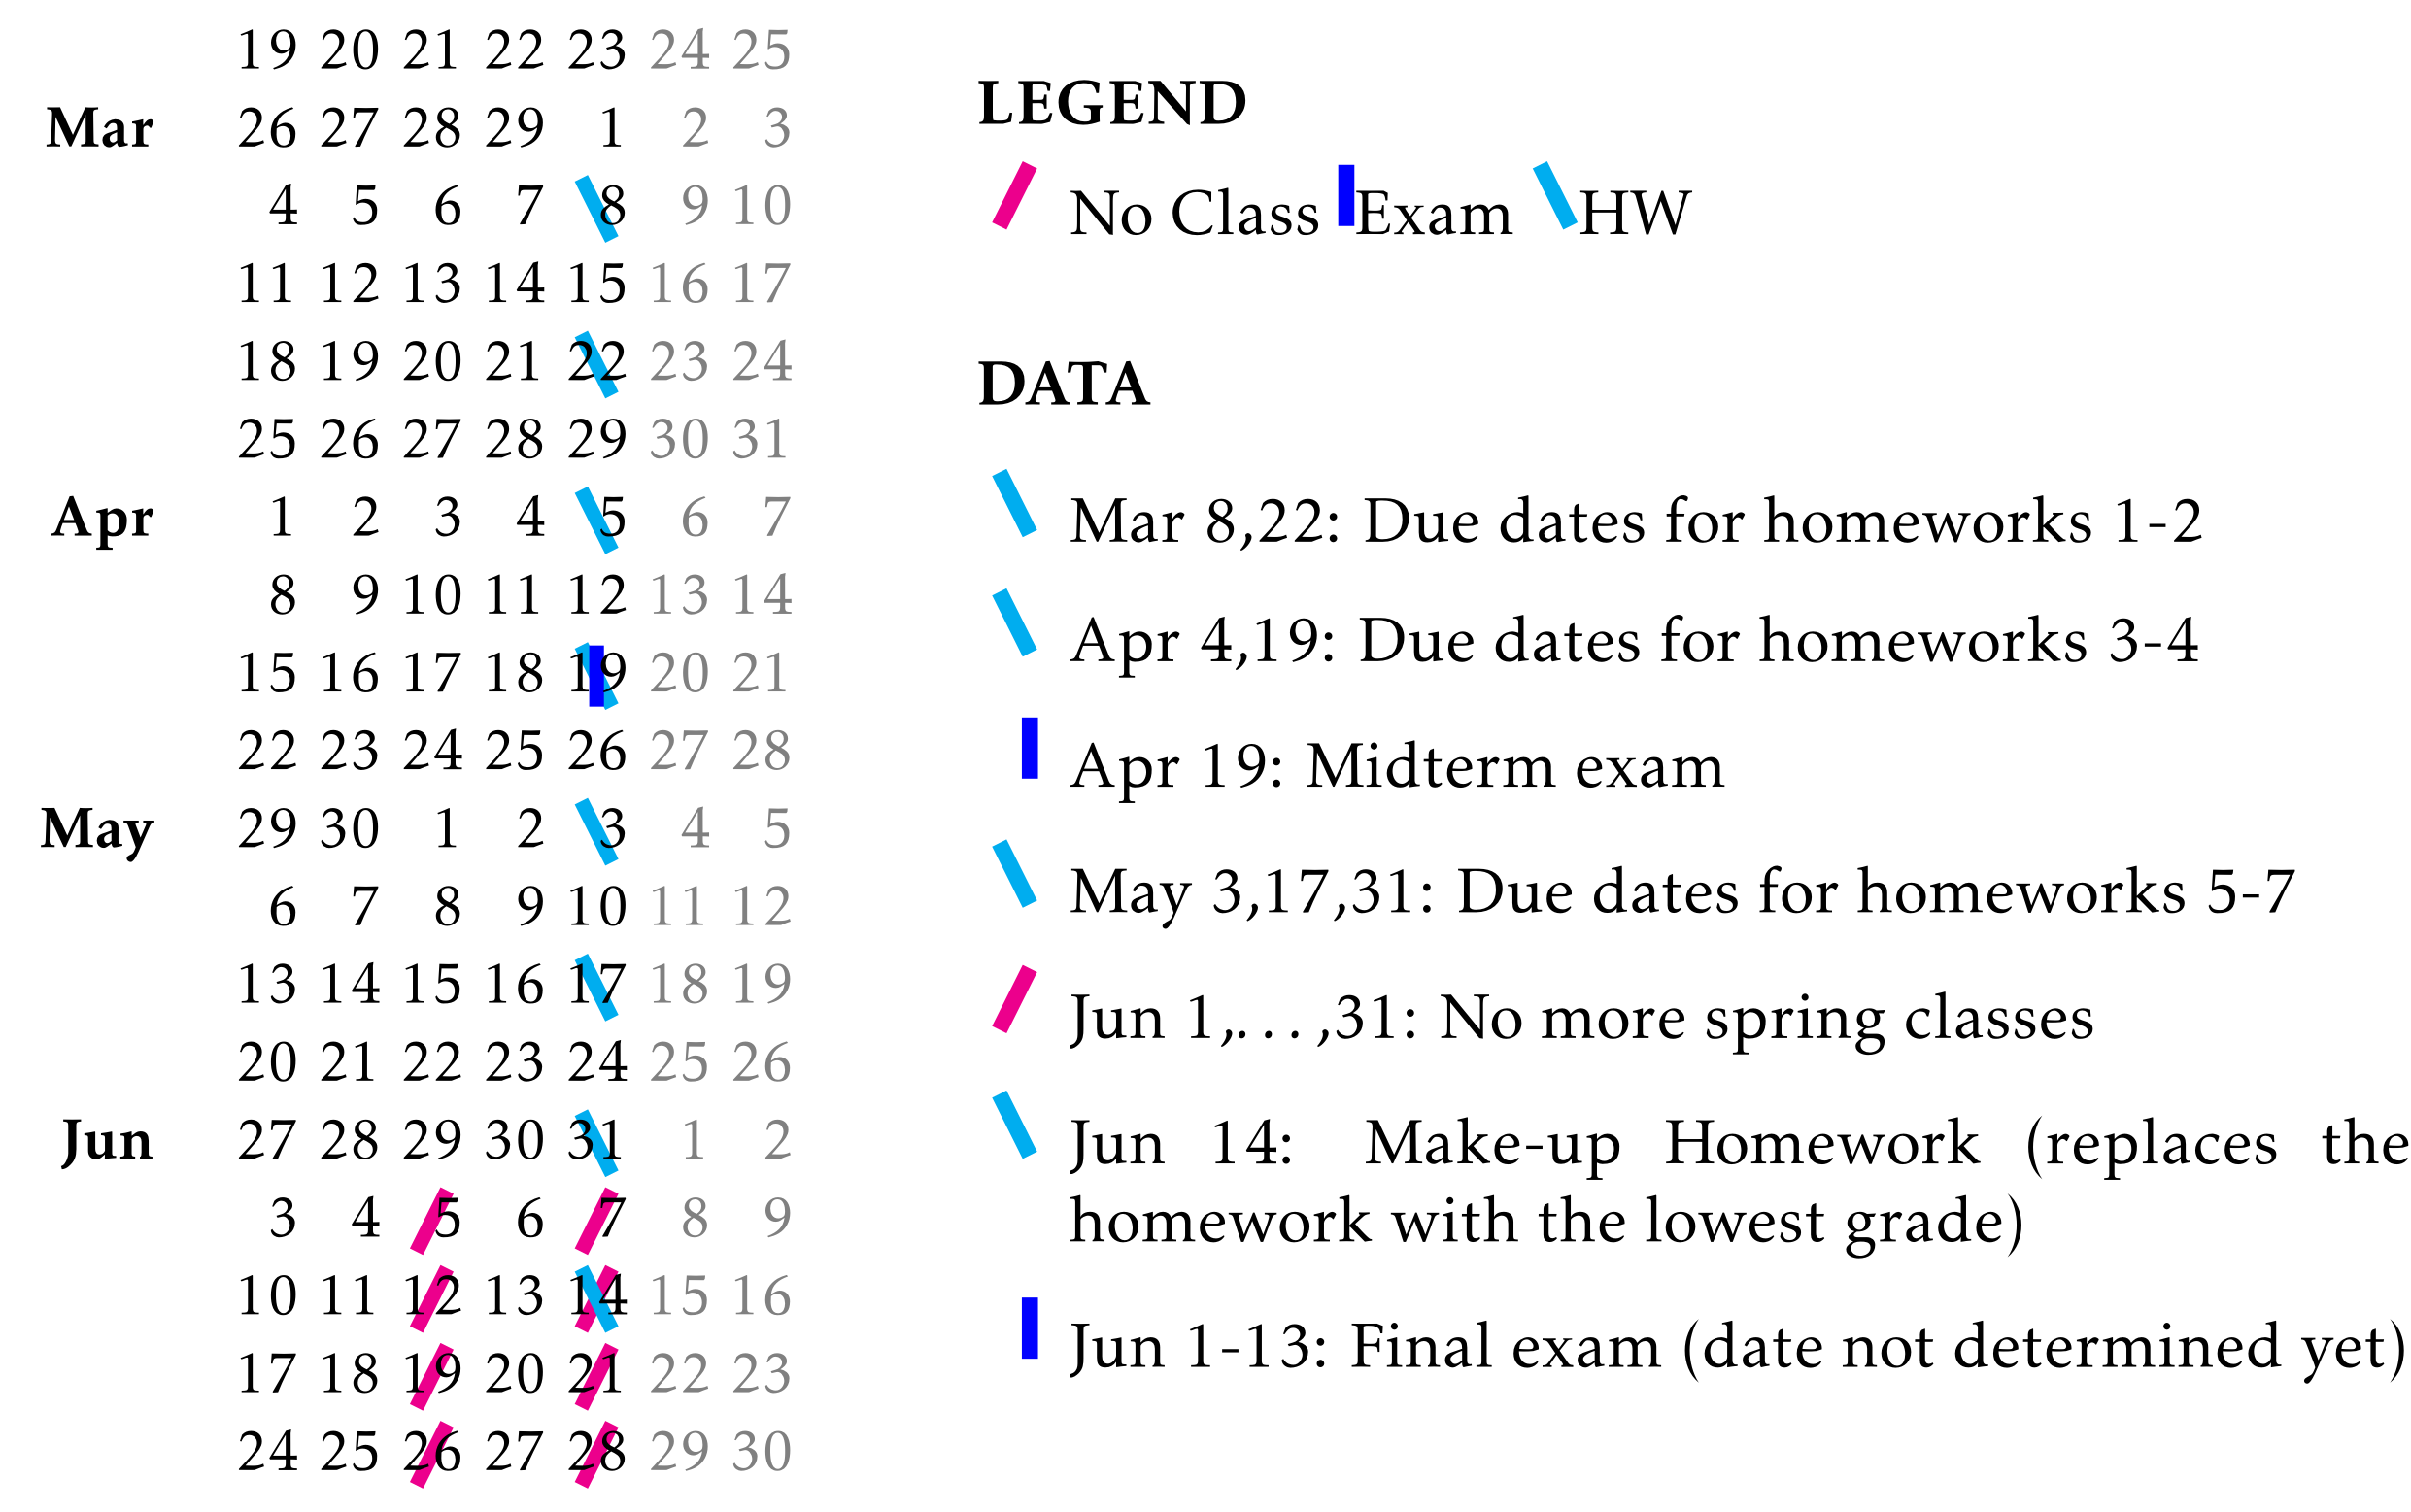 19 20 21 22 23 24 25
Mar 26 27 28 29 1 2 3
4 5 6 7 8 9 10
11 12 13 14 15 16 17
18 19 20 21 22 23 24
25 26 27 28 29 30 31
Apr 1 2 3 4 5 6 7
8 9 10 11 12 13 14
15 16 17 18 19 20 21
22 23 24 25 26 27 28
May 29 30 1 2 3 4 5
6 7 8 9 10 11 12
13 14 15 16 17 18 19
20 21 22 23 24 25 26
Jun 27 28 29 30 31 1 2
3 4 5 6 7 8 9
10 11 12 13 14 15 16
17 18 19 20 21 22 23
24 25 26 27 28 29 30
LEGEND
No Class Exam HW
DATA
Mar 8,22: Due dates for homeworks 1-2
Apr 4,19: Due dates for homeworks 3-4
Apr 19: Midterm exam
May 3,17,31: Due dates for homeworks 5-7
Jun 1,. . . ,31: No more spring classes
Jun 14: Make-up Homework (replaces the
homework with the lowest grade)
Jun 1-13: Final exam (date not determined yet)